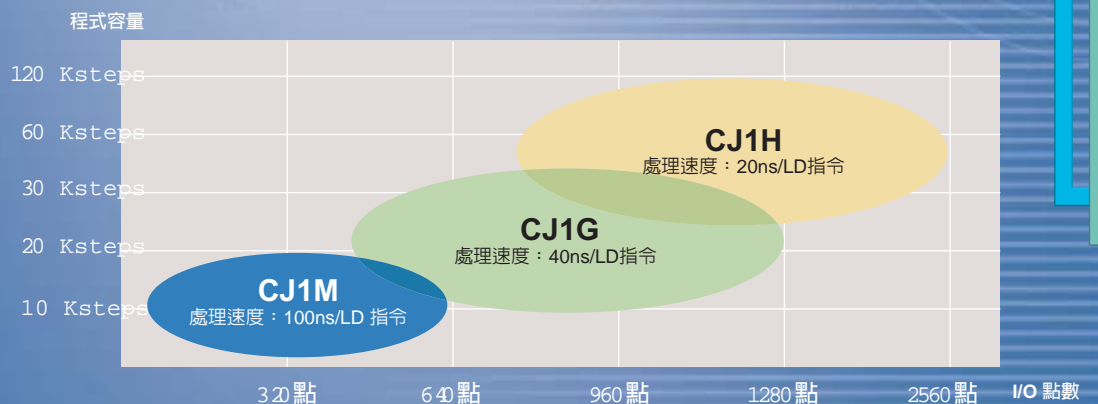 程式容量
120 Ksteps
60 Ksteps
30 Ksteps
20 Ksteps
10 Ksteps
CJ1H
處理速度：20ns/LD指令
CJ1G
處理速度：40ns/LD指令
CJ1M
處理速度：100ns/LD 指令
320點 640點 960點 1280點 2560點 I/O 點數